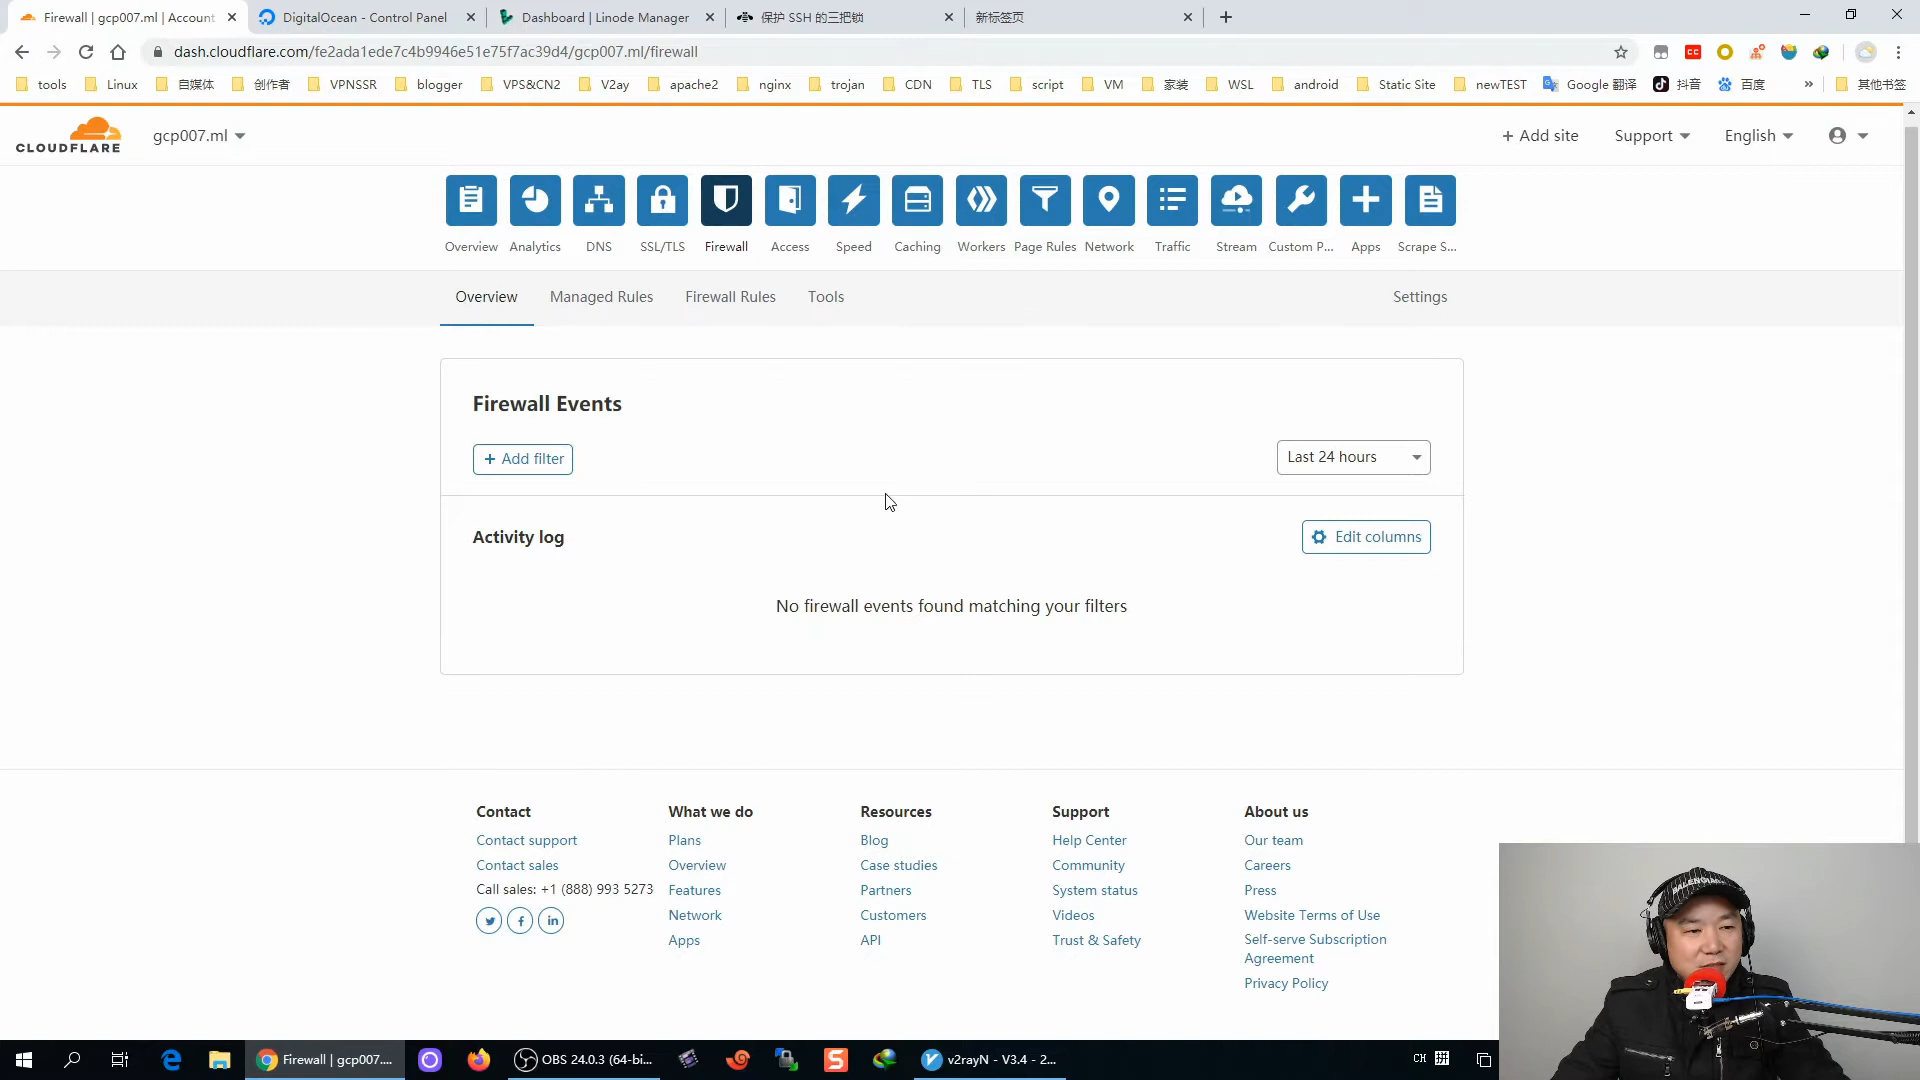 Firewall | gcp007.ml | Account
DigitalOcean - Control Panel
Dashboard | Linode Manager
保护 SSH 的三把锁
新标签页
dash.cloudflare.com/fe2ada1ede7c4b9946e51e75f7ac39d4/gcp007.ml/firewall
tools Linux 自媒体 创作者 VPNSSR blogger VPS&CN2 V2ay apache2 nginx trojan CDN TLS script VM 家装 WSL android Static Site newTEST Google 翻译 抖音 百度 » 其他书签
CLOUDFLARE
gcp007.ml
+ Add site Support English
Overview Analytics DNS SSL/TLS Firewall Access Speed Caching Workers Page Rules Network Traffic Stream Custom P... Apps Scrape S...
Overview Managed Rules Firewall Rules Tools Settings
Firewall Events
+ Add filter
Last 24 hours
Activity log
Edit columns
No firewall events found matching your filters
Contact
Contact support
Contact sales
Call sales: +1 (888) 993 5273
What we do
Plans
Overview
Features
Network
Apps
Resources
Blog
Case studies
Partners
Customers
API
Support
Help Center
Community
System status
Videos
Trust & Safety
About us
Our team
Careers
Press
Website Terms of Use
Self-serve Subscription
Agreement
Privacy Policy
BALENCIAGA
Firewall | gcp007....
OBS 24.0.3 (64-bi...
v2rayN - V3.4 - 2...
CH